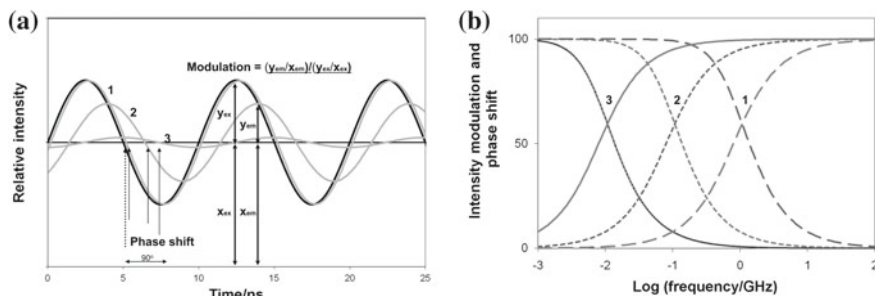 (a)
Relative intensity
1
2
3
Modulation = (yem/xem)/(yex/xex)
yex
yem
xex
xem
Phase shift
90°
0
5
10
15
20
25
Time/ns
(b)
Intensity modulation and
phase shift
100
50
0
3
2
1
-3
-2
-1
0
1
2
Log (frequency/GHz)